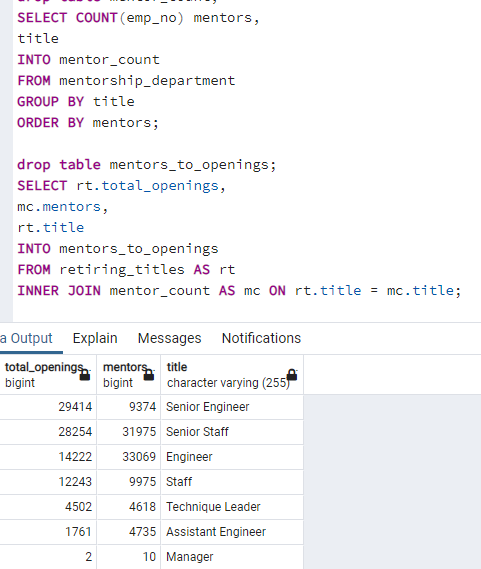 drop table mentor_count;
SELECT COUNT(emp_no) mentors,
title
INTO mentor_count
FROM mentorship_department
GROUP BY title
ORDER BY mentors;
drop table mentors_to_openings;
SELECT rt.total_openings,
mc.mentors,
rt.title
INTO mentors_to_openings
FROM retiring_titles AS rt
INNER JOIN mentor_count AS mc ON rt.title = mc.title;
a Output Explain Messages Notifications
total_openings mentors title
bigint bigint character varying (255)
29414 9374 Senior Engineer
28254 31975 Senior Staff
14222 33069 Engineer
12243 9975 Staff
4502 4618 Technique Leader
1761 4735 Assistant Engineer
2 10 Manager